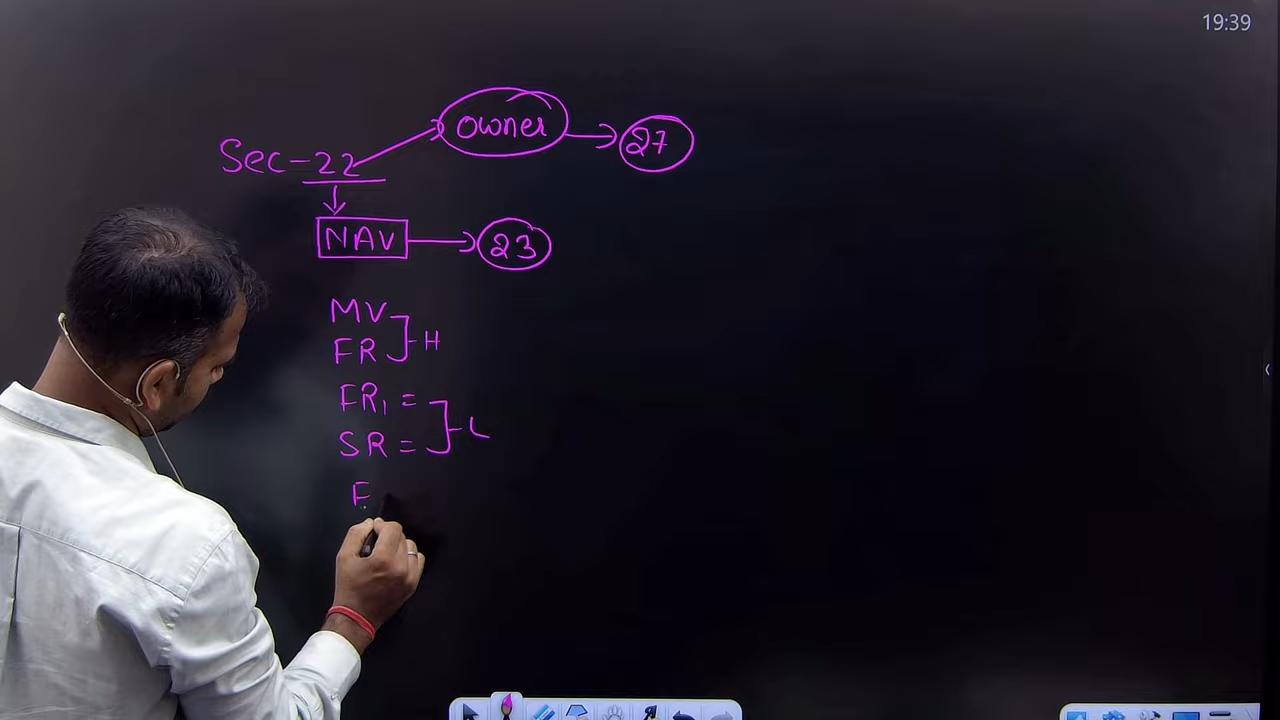 19:39
Sec-22 → owner → 27
NAV → 23
MV
FR ] - H
FR1 =
SR = ] - L
F